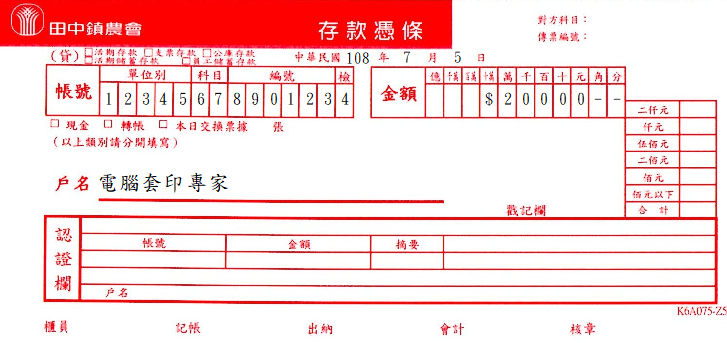 田中鎮農會 存款憑條 對方科目：
傳票編號：
(貸) □活期存款 □支票存款 □公庫存款 中華民國 108 年 7 月 5 日
□活期儲蓄存款 □員工儲蓄存款
帳號 單位別 科目 編號 檢 金額 億 千萬 百萬 十萬 萬 千 百 十 元 角 分
1 2 3 4 5 6 7 8 9 0 1 2 3 4 $ 2 0 0 0 0 - -
二仟元
□ 現金 □ 轉帳 □ 本日交換票據 張 仟元
(以上類別請分開填寫) 伍佰元
二佰元
戶名 電腦套印專家 佰元
佰元以下
戳記欄 合計
認證欄
帳號 金額 摘要
戶名
K6A075-Z5
櫃員 記帳 出納 會計 核章